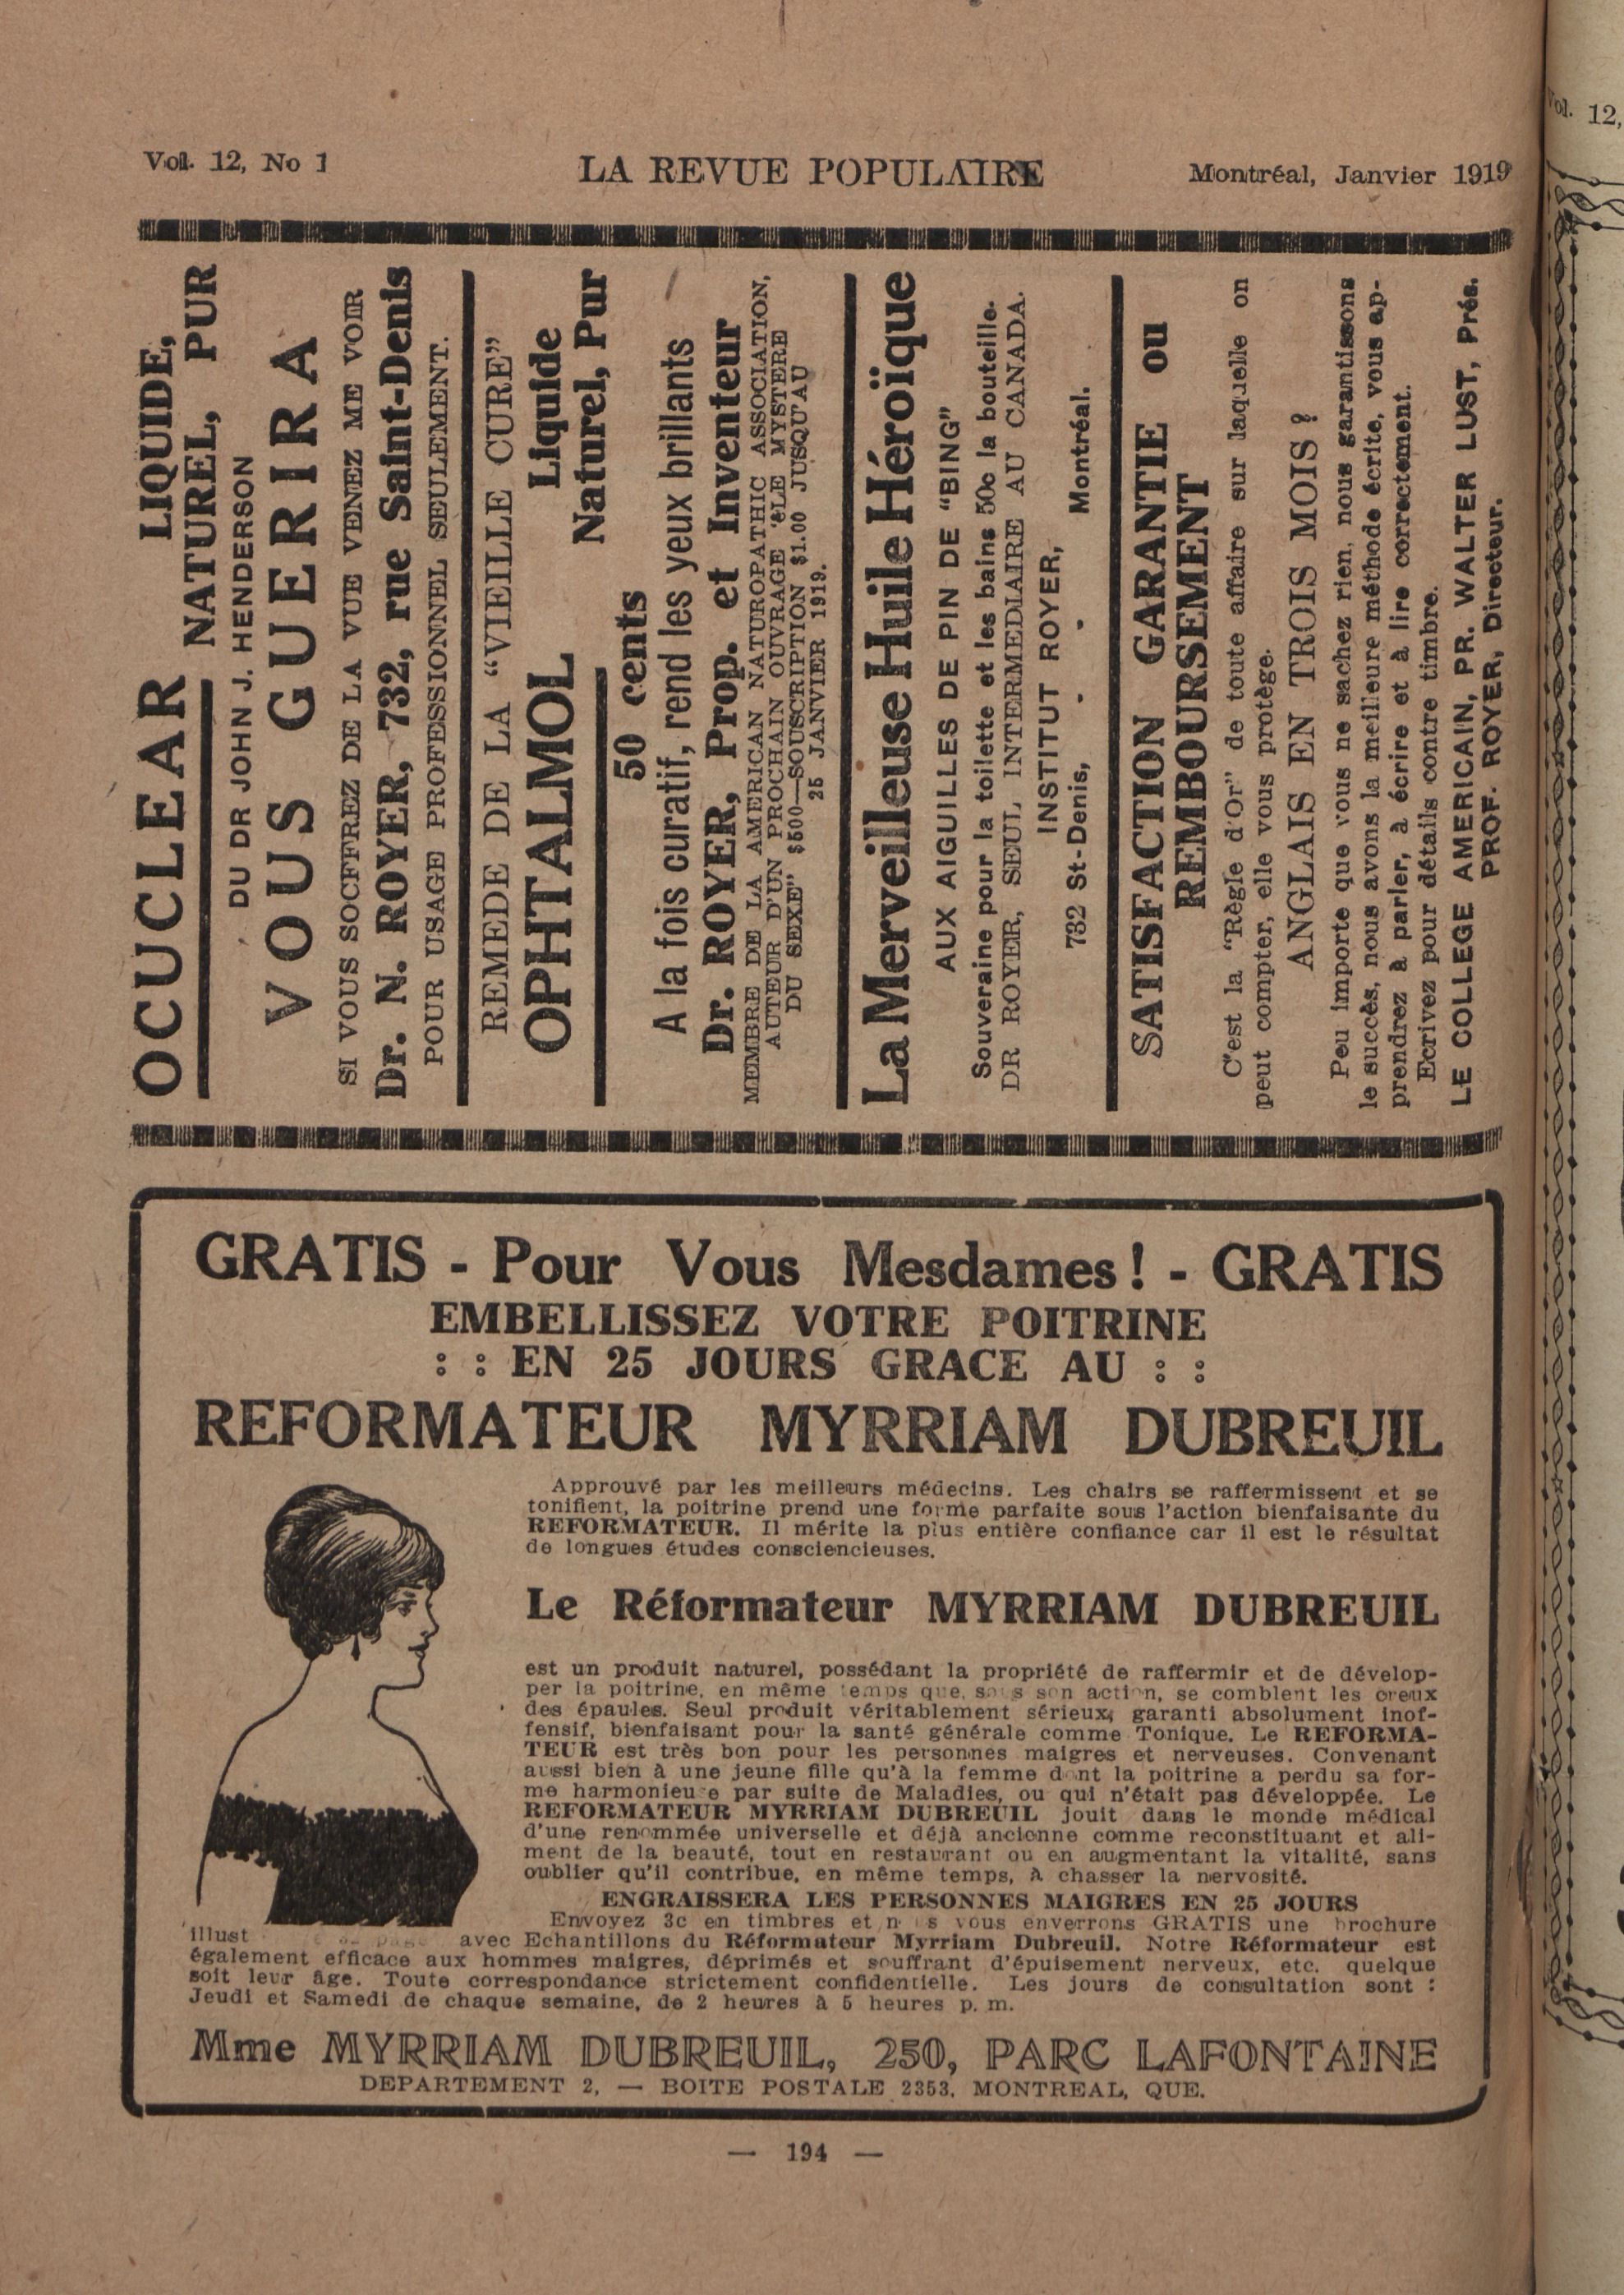 Vol. 12, No 1
LA REVUE POPULAIRE
Montréal, Janvier 1919
OCUCLEAR
LIQUIDE,
NATUREL, PUR
DU DR JOHN J. HENDERSON
VOUS GUERIRA
SI VOUS SOCFFREZ DE LA VUE VENEZ ME VOIR
Dr. N. ROYER, 732, rue Saint-Denis
POUR USAGE PROFESSIONNEL SEULEMENT.
REMEDE DE LA "VIEILLE CURE"
OPHTALMOL
Liquide
Naturel, Pur
50 cents
A la fois curatif, rend les yeux brillants
Dr. ROYER, Prop. et Inventeur
MEMBRE DE LA AMERICAN NATUROPATHIC ASSOCIATION,
AUTEUR D'UN PROCHAIN OUVRAGE "LE MYSTERE
DU SEXE" $500—SOUSCRIPTION $1.00 JUSQU'AU
25 JANVIER 1919.
La Merveilleuse Huile Héroïque
AUX AIGUILLES DE PIN DE "BING"
Souveraine pour la toilette et les bains 50c la bouteille.
DR ROYER, SEUL INTERMEDIAIRE AU CANADA.
INSTITUT ROYER,
732 St-Denis, - - Montréal.
SATISFACTION GARANTIE ou
REMBOURSEMENT
C'est la "Règle d'Or" de toute affaire sur laquelle on
peut compter, elle vous protège.
ANGLAIS EN TROIS MOIS ?
Peu importe que vous ne sachez rien, nous garantissons
le succès, nous avons la meilleure méthode écrite, vous ap-
prendrez à parler, à écrire et à lire correctement.
Ecrivez pour détails contre timbre.
LE COLLEGE AMERICAIN, PR. WALTER LUST, Prés.
PROF. ROYER, Directeur.
GRATIS - Pour Vous Mesdames ! - GRATIS
EMBELLISSEZ VOTRE POITRINE
: : EN 25 JOURS GRACE AU : :
REFORMATEUR MYRRIAM DUBREUIL
Approuvé par les meilleurs médecins. Les chairs se raffermissent et se
tonifient, la poitrine prend une forme parfaite sous l'action bienfaisante du
REFORMATEUR. Il mérite la plus entière confiance car il est le résultat
de longues études consciencieuses.
Le Réformateur MYRRIAM DUBREUIL
est un produit naturel, possédant la propriété de raffermir et de dévelop-
per la poitrine, en même temps que, sous son action, se comblent les creux
des épaules. Seul produit véritablement sérieux, garanti absolument inof-
fensif, bienfaisant pour la santé générale comme Tonique. Le REFORMA-
TEUR est très bon pour les personnes maigres et nerveuses. Convenant
aussi bien à une jeune fille qu'à la femme dont la poitrine a perdu sa for-
me harmonieuse par suite de Maladies, ou qui n'était pas développée. Le
REFORMATEUR MYRRIAM DUBREUIL jouit dans le monde médical
d'une renommée universelle et déjà ancienne comme reconstituant et ali-
ment de la beauté, tout en restaurant ou en augmentant la vitalité, sans
oublier qu'il contribue, en même temps, à chasser la nervosité.
ENGRAISSERA LES PERSONNES MAIGRES EN 25 JOURS
Envoyez 3c en timbres et nous vous enverrons GRATIS une brochure
illust 32 page avec Echantillons du Réformateur Myrriam Dubreuil. Notre Réformateur est
également efficace aux hommes maigres, déprimés et souffrant d'épuisement nerveux, etc. quelque
soit leur âge. Toute correspondance strictement confidentielle. Les jours de consultation sont :
Jeudi et Samedi de chaque semaine, de 2 heures à 5 heures p. m.
Mme MYRRIAM DUBREUIL, 250, PARC LAFONTAINE
DEPARTEMENT 2, — BOITE POSTALE 2353, MONTREAL, QUE.
— 194 —
Vol. 12,